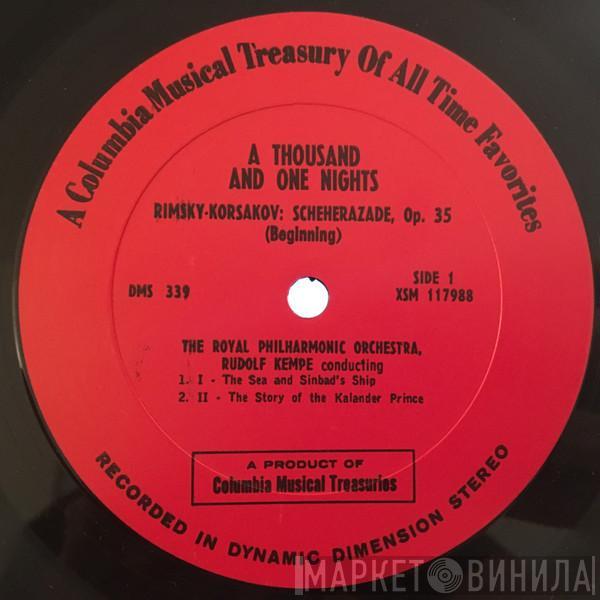 A Columbia Musical Treasury Of All Time Favorites
A THOUSAND
AND ONE NIGHTS
RIMSKY-KORSAKOV: SCHEHERAZADE, Op. 35
(Beginning)
DMS 339
SIDE 1
XSM 117988
THE ROYAL PHILHARMONIC ORCHESTRA,
RUDOLF KEMPE conducting
1. I - The Sea and Sinbad's Ship
2. II - The Story of the Kalander Prince
A PRODUCT OF
Columbia Musical Treasuries
RECORDED IN DYNAMIC DIMENSION STEREO
МАРКЕТ ВИНИЛА